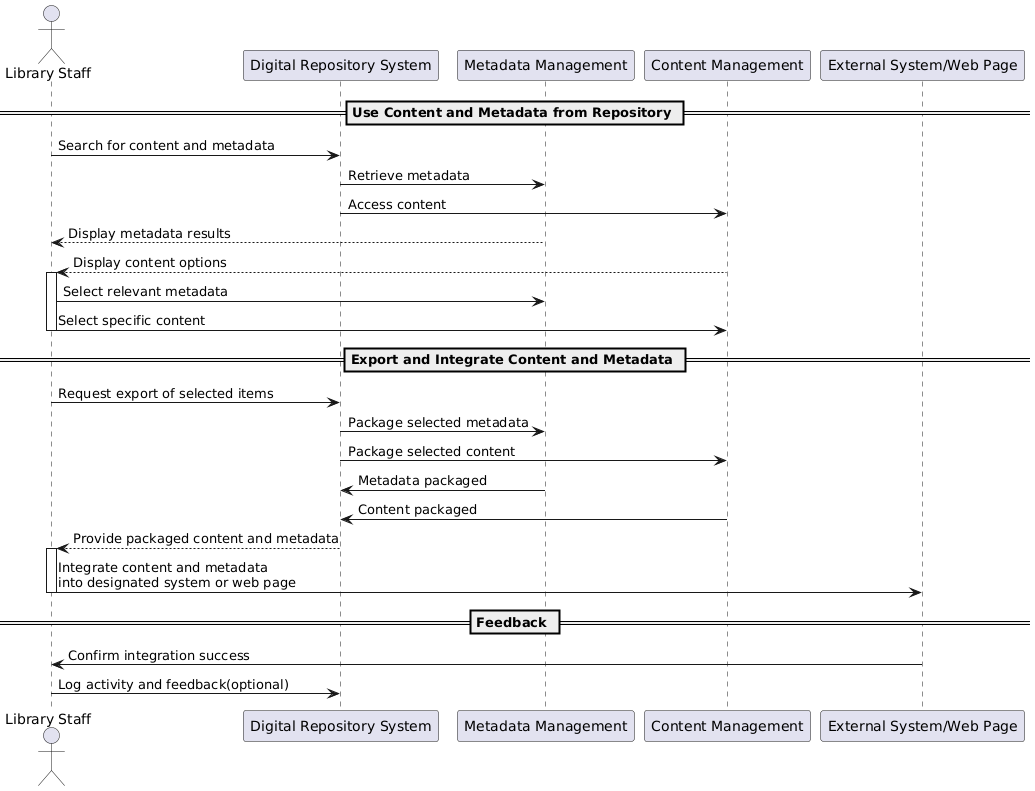 Library Staff
Digital Repository System
Metadata Management
Content Management
External System/Web Page
Use Content and Metadata from Repository
Search for content and metadata
Retrieve metadata
Access content
Display metadata results
Display content options
Select relevant metadata
Select specific content
Export and Integrate Content and Metadata
Request export of selected items
Package selected metadata
Package selected content
Metadata packaged
Content packaged
Provide packaged content and metadata
Integrate content and metadata
into designated system or web page
Feedback
Confirm integration success
Log activity and feedback(optional)
Library Staff
Digital Repository System
Metadata Management
Content Management
External System/Web Page